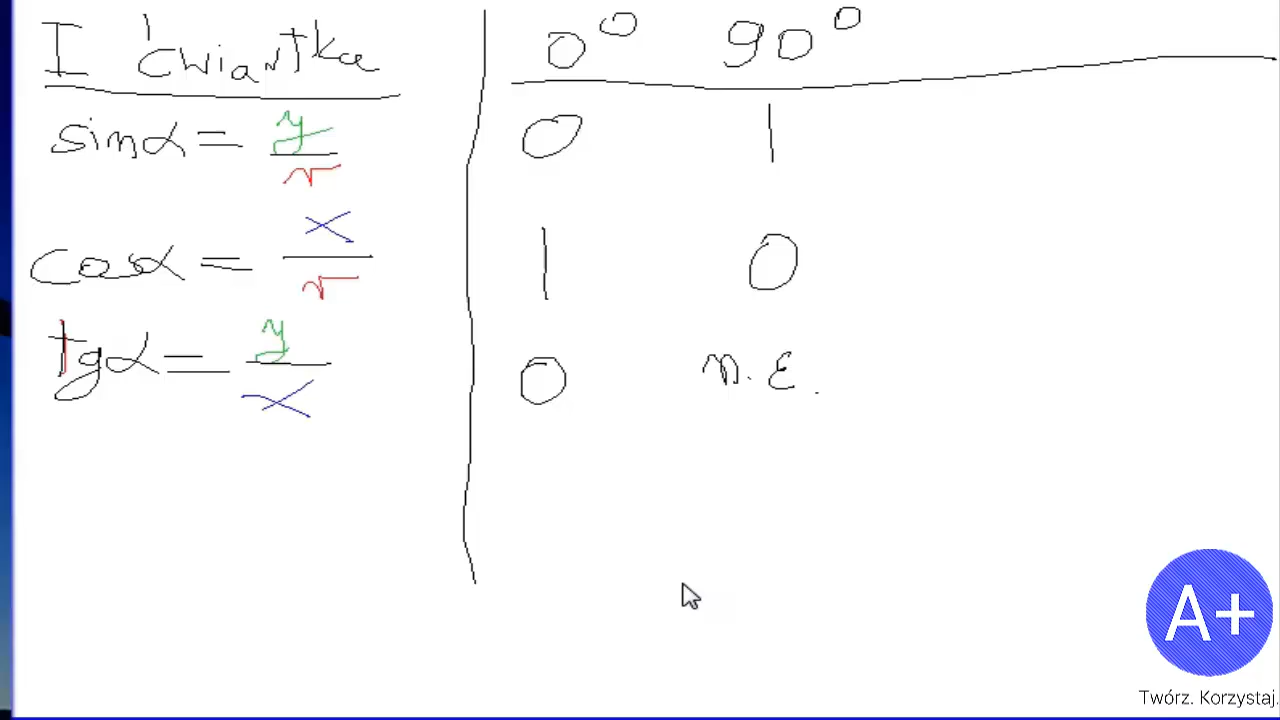 I ćwiartka 0° 90°
sinα = y/r 0 1
cosα = x/r 1 0
tgα = y/x 0 n.E.
A+
Twórz. Korzystaj.